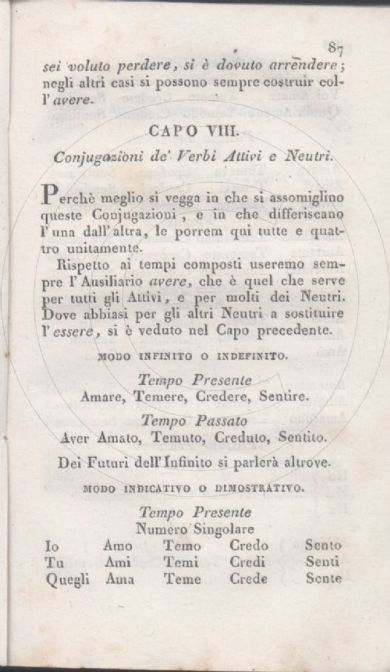 87
sei voluto perdere, si è dovuto arrendere;
negli altri casi si possono sempre costruir col-
l'avere.
CAPO VIII.
Conjugazioni de' Verbi Attivi e Neutri.
Perchè meglio si vegga in che si assomiglino
queste Conjugazioni, e in che differiscano
l'una dall'altra, le porrem qui tutte e quat-
tro unitamente.
Rispetto ai tempi composti useremo sem-
pre l'Ausiliario avere, che è quel che serve
per tutti gli Attivi, e per molti dei Neutri.
Dove abbiasi per gli altri Neutri a sostituire
l'essere, si è veduto nel Capo precedente.
MODO INFINITO O INDEFINITO.
Tempo Presente
Amare, Temere, Credere, Sentire.
Tempo Passato
Aver Amato, Temuto, Creduto, Sentito.
Dei Futuri dell'Infinito si parlerà altrove.
MODO INDICATIVO O DIMOSTRATIVO.
Tempo Presente
Numero Singolare
Io Amo Temo Credo Sento
Tu Ami Temi Credi Senti
Quegli Ama Teme Crede Sente